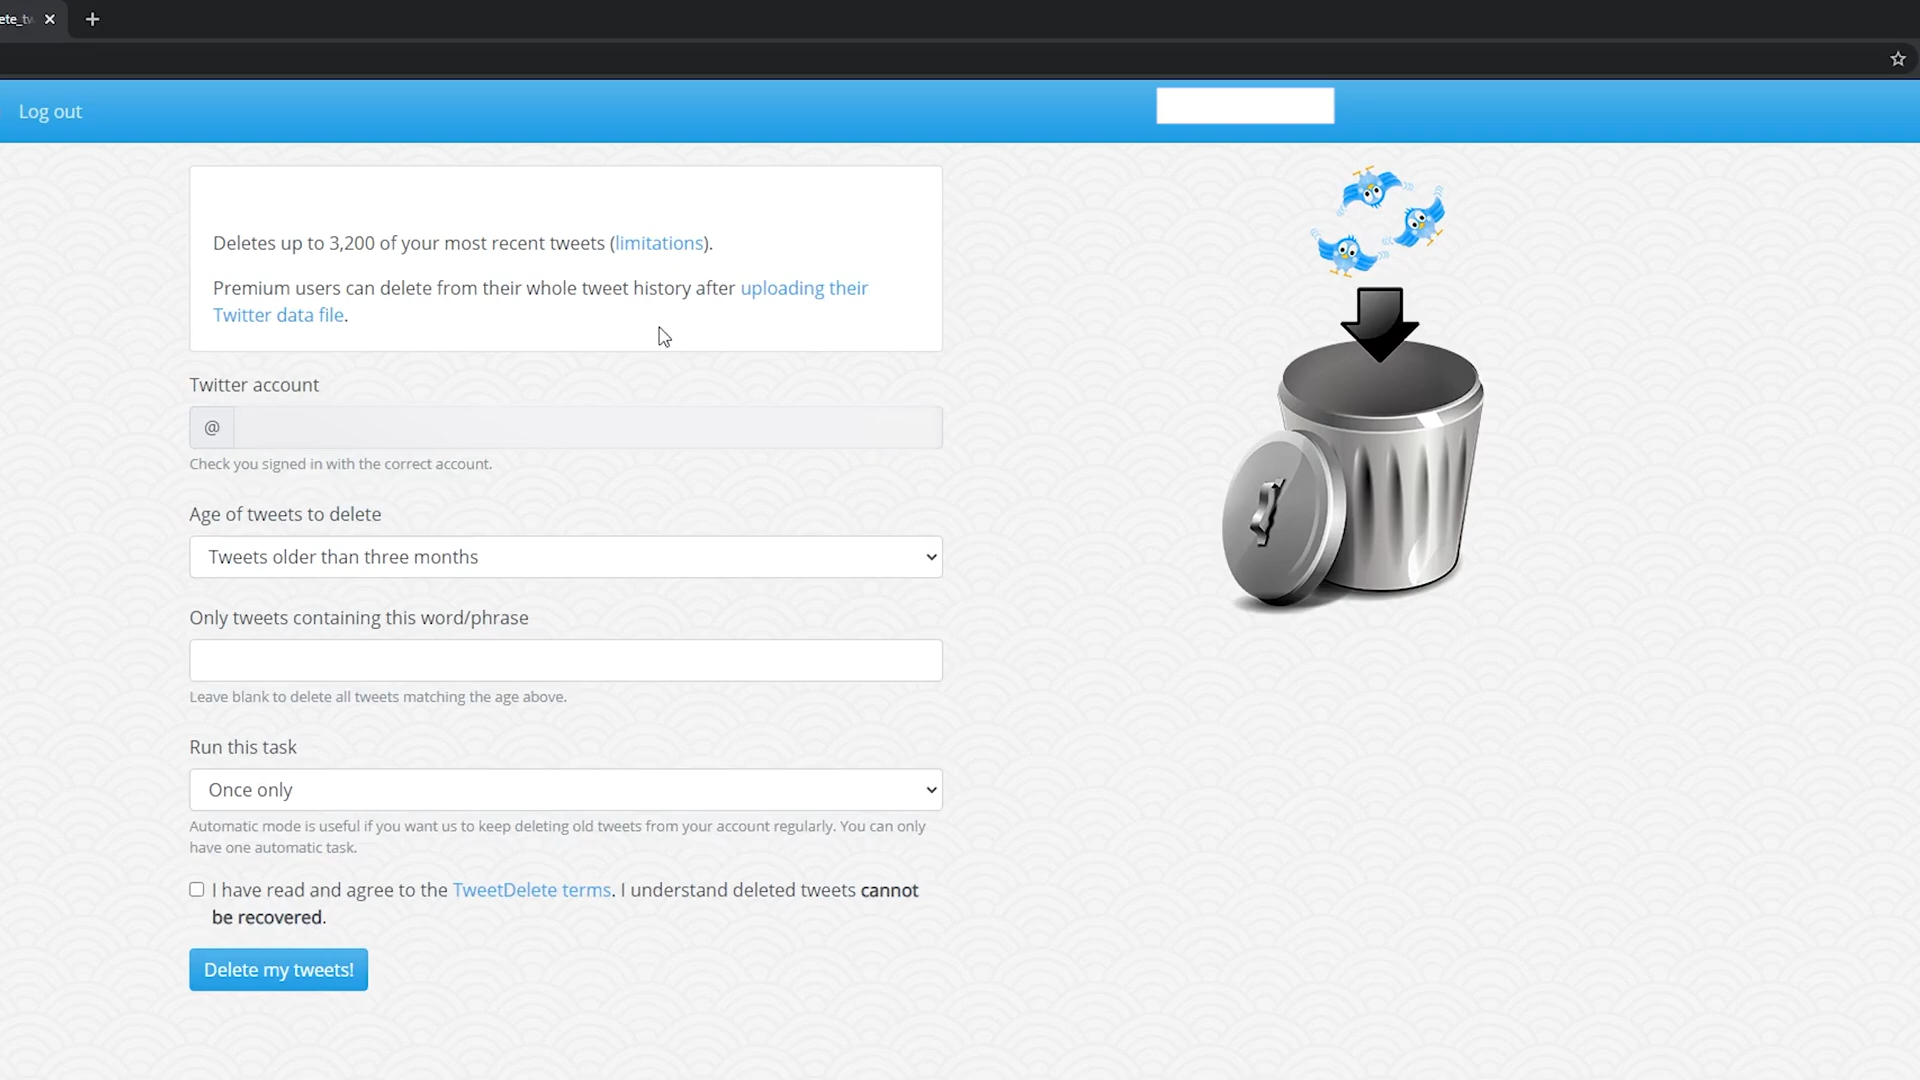 Log out
Deletes up to 3,200 of your most recent tweets (limitations).
Premium users can delete from their whole tweet history after uploading their
Twitter data file.
Twitter account
@
Check you signed in with the correct account.
Age of tweets to delete
Tweets older than three months
Only tweets containing this word/phrase
Leave blank to delete all tweets matching the age above.
Run this task
Once only
Automatic mode is useful if you want us to keep deleting old tweets from your account regularly. You can only
have one automatic task.
I have read and agree to the TweetDelete terms. I understand deleted tweets cannot
be recovered.
Delete my tweets!